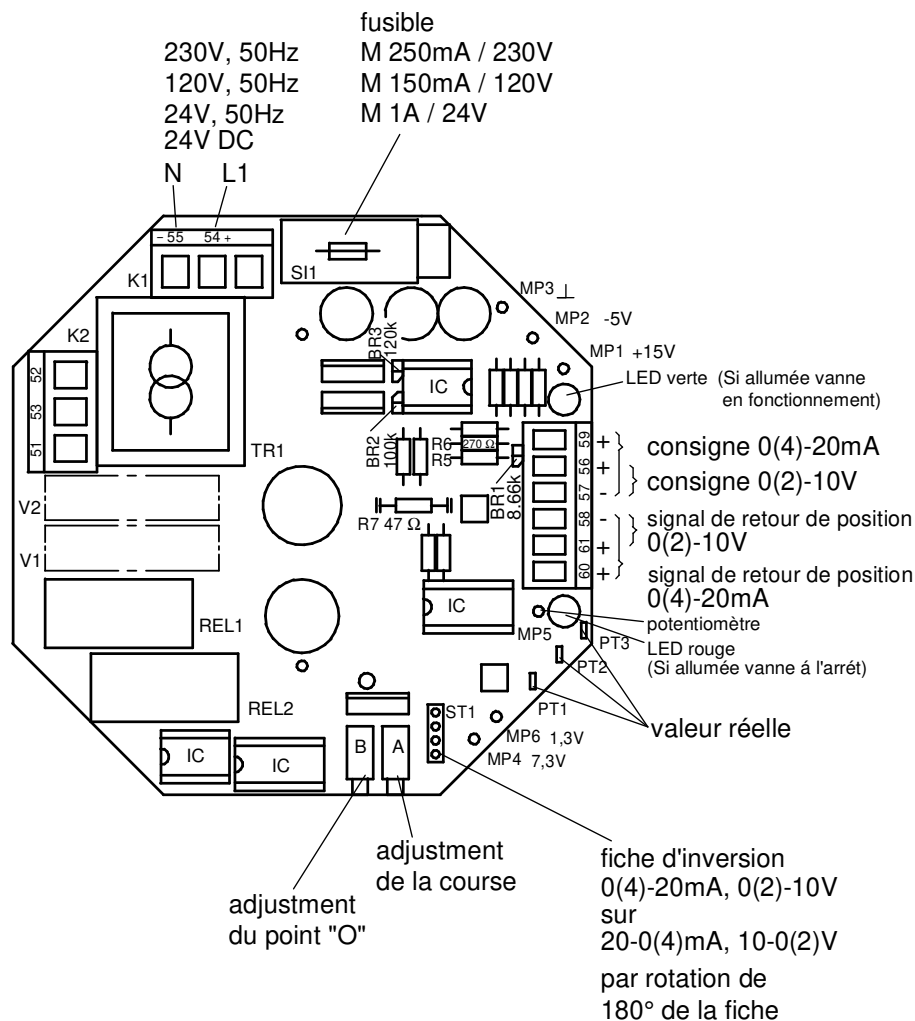 fusible
230V, 50Hz
M 250mA / 230V
120V, 50Hz
M 150mA / 120V
24V, 50Hz
M 1A / 24V
24V DC
N
L1
- 55
54 +
K1
SI1
MP3 ⊥
MP2 -5V
MP1 +15V
K2
BR3
120k
IC
LED verte (Si allumée vanne
en fonctionnement)
52
53
51
TR1
BR2
100k
R6
270 Ω
R5
BR1
8.66k
59
56
57
58
61
60
+
+
-
-
+
+
consigne 0(4)-20mA
consigne 0(2)-10V
signal de retour de position
0(2)-10V
signal de retour de position
0(4)-20mA
V2
R7 47 Ω
V1
IC
REL1
MP5
potentiomètre
LED rouge
(Si allumée vanne á l'arrét)
PT3
PT2
PT1
valeur réelle
REL2
ST1
MP6 1,3V
MP4 7,3V
B
A
IC
IC
adjustment
de la course
adjustment
du point "O"
fiche d'inversion
0(4)-20mA, 0(2)-10V
sur
20-0(4)mA, 10-0(2)V
par rotation de
180° de la fiche